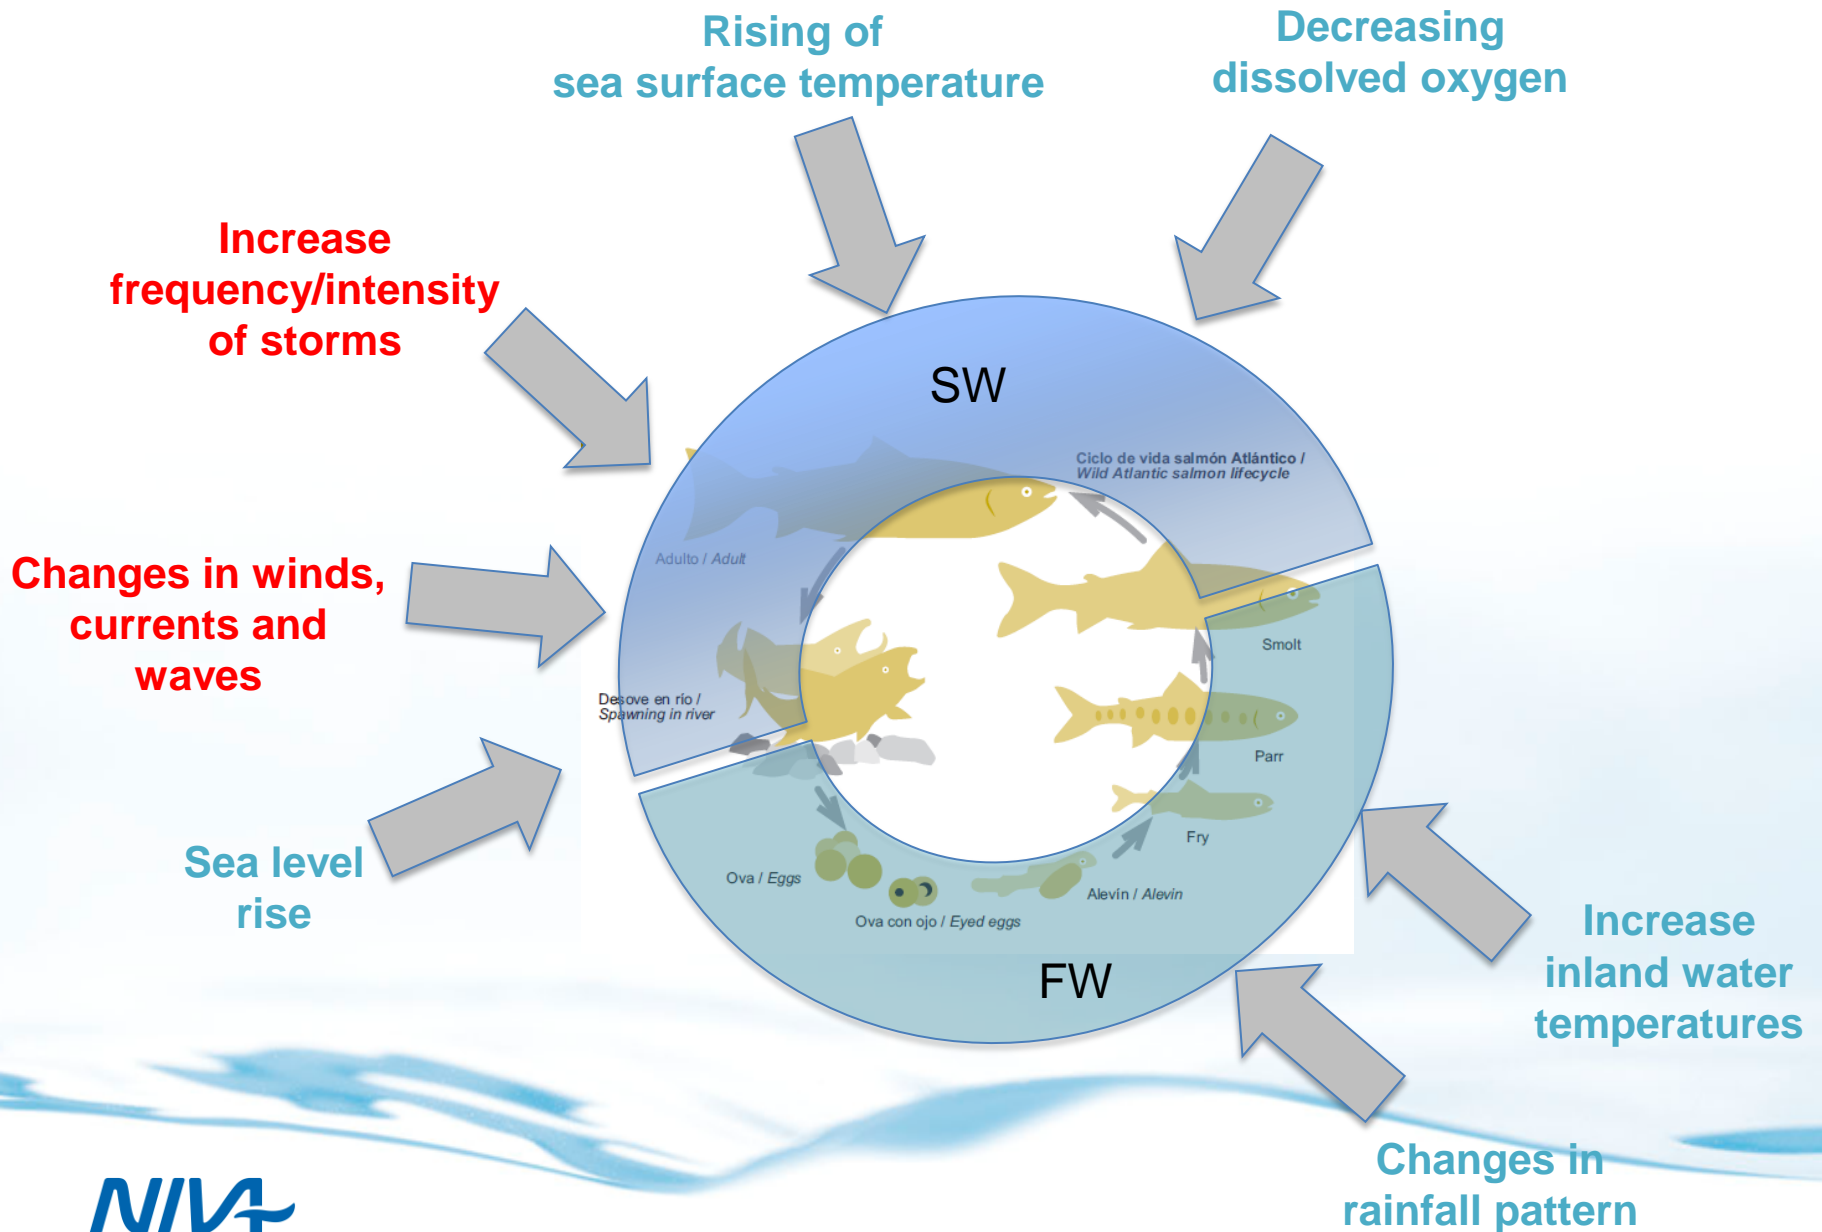 Rising of
sea surface temperature
Decreasing
dissolved oxygen
Increase
frequency/intensity
of storms
SW
Ciclo de vida salmón Atlántico /
Wild Atlantic salmon lifecycle
Adulto / Adult
Changes in winds,
currents and
waves
Smolt
Desove en río /
Spawning in river
Parr
Fry
Sea level
rise
Ova / Eggs
Alevín / Alevin
Ova con ojo / Eyed eggs
FW
Increase
inland water
temperatures
Changes in
rainfall pattern
NIVA